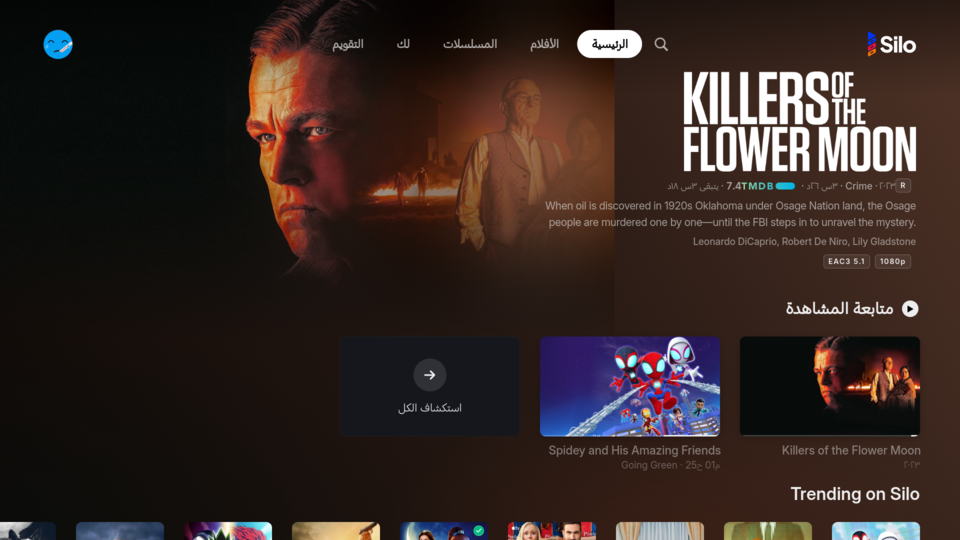 Silo
الرئيسية
الأفلام
المسلسلات
لك
التقويم
KILLERS OF THE FLOWER MOON
R ٢٠٢٣ · Crime · ٣س ٢٦د · TMDB 7.4 · يتبقى ٣س ١٨د
When oil is discovered in 1920s Oklahoma under Osage Nation land, the Osage
people are murdered one by one—until the FBI steps in to unravel the mystery.
Leonardo DiCaprio, Robert De Niro, Lily Gladstone
1080p
EAC3 5.1
متابعة المشاهدة
استكشاف الكل
Killers of the Flower Moon
٢٠٢٣
Spidey and His Amazing Friends
Going Green · م01 ح25
Trending on Silo